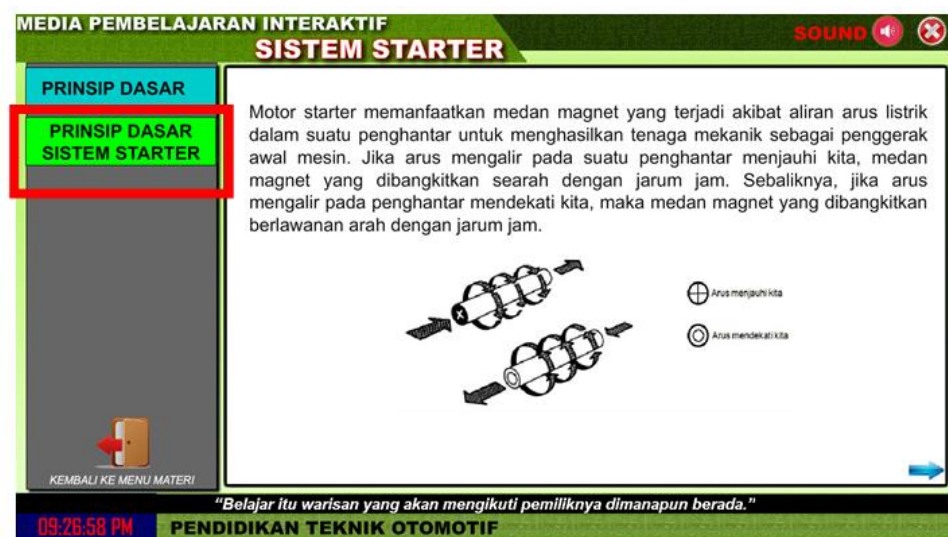 MEDIA PEMBELAJARAN INTERAKTIF
SISTEM STARTER
SOUND
PRINSIP DASAR
PRINSIP DASAR
SISTEM STARTER
Motor starter memanfaatkan medan magnet yang terjadi akibat aliran arus listrik
dalam suatu penghantar untuk menghasilkan tenaga mekanik sebagai penggerak
awal mesin. Jika arus mengalir pada suatu penghantar menjauhi kita, medan
magnet yang dibangkitkan searah dengan jarum jam. Sebaliknya, jika arus
mengalir pada penghantar mendekati kita, maka medan magnet yang dibangkitkan
berlawanan arah dengan jarum jam.
Arus menjauhi kita
Arus mendekati kita
KEMBALI KE MENU MATERI
“Belajar itu warisan yang akan mengikuti pemiliknya dimanapun berada.”
09:26:58 PM
PENDIDIKAN TEKNIK OTOMOTIF